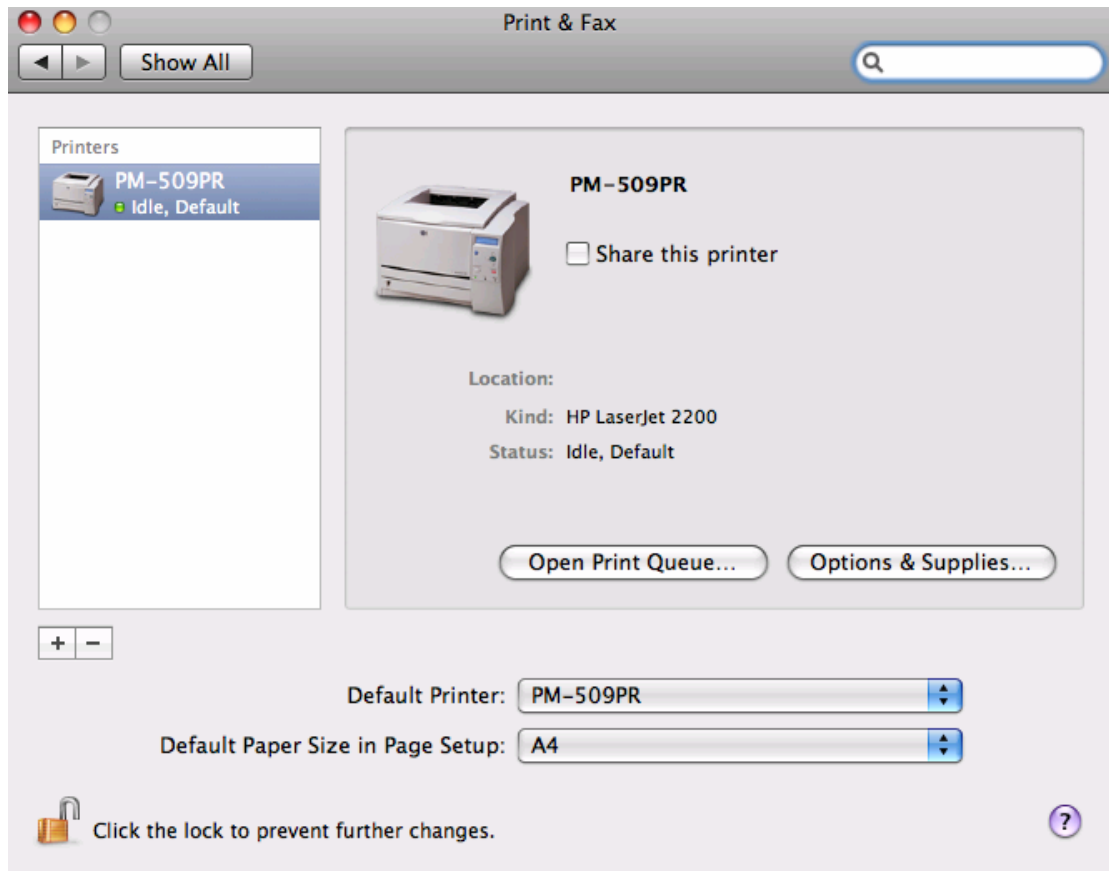 Print & Fax
Show All
Printers
PM-509PR
Idle, Default
PM-509PR
Share this printer
Location:
Kind: HP LaserJet 2200
Status: Idle, Default
Open Print Queue...
Options & Supplies...
+ -
Default Printer: PM-509PR
Default Paper Size in Page Setup: A4
Click the lock to prevent further changes.
?